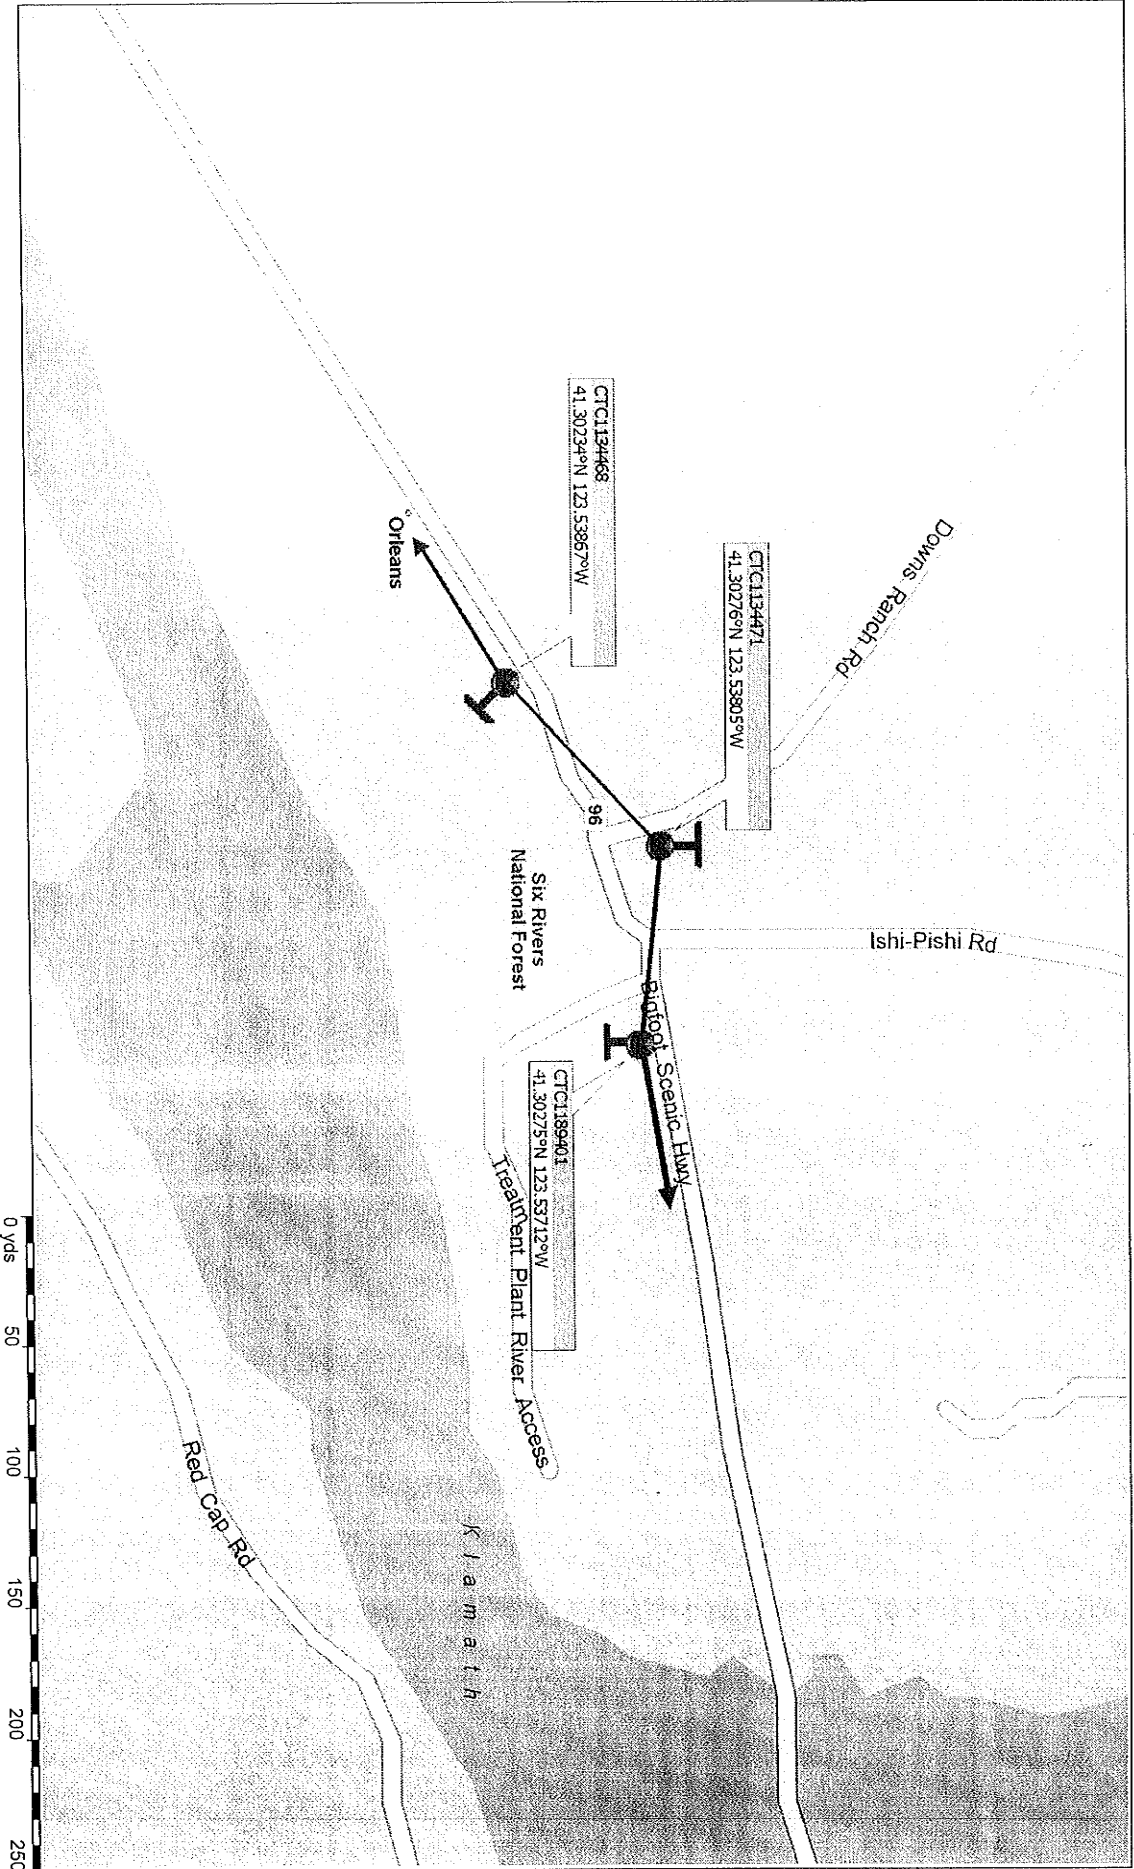 Downs Ranch Rd
CTC1134471
41.30276°N 123.53805°W
CTC1134468
41.30234°N 123.53867°W
Orleans
96
Ishi-Pishi Rd
Six Rivers
National Forest
Bigfoot Scenic Hwy
CTC1189401
41.30275°N 123.53712°W
Treatment Plant River Access
Klamath
Red Cap Rd
0 yds
50
100
150
200
250